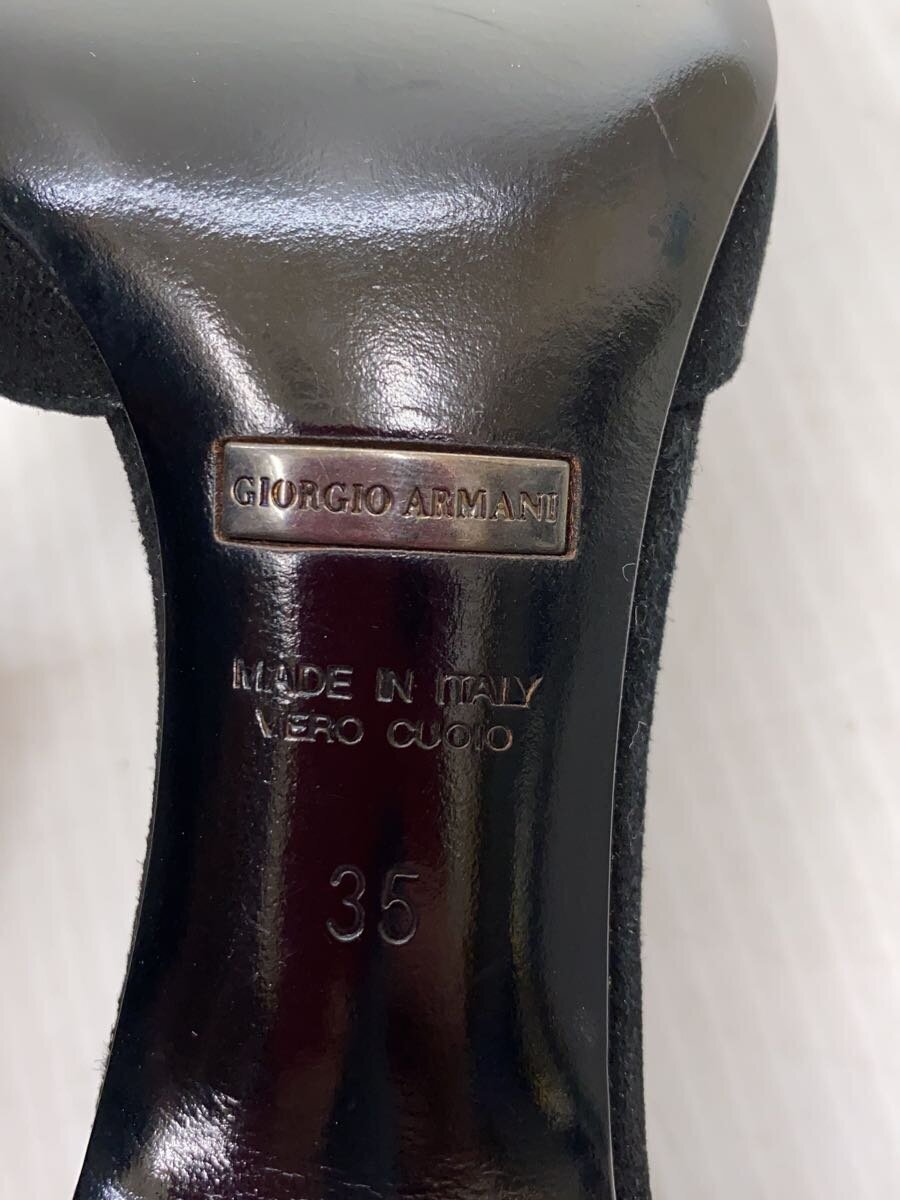 GIORGIO ARMANI
MADE IN ITALY
VERO CUOIO
35